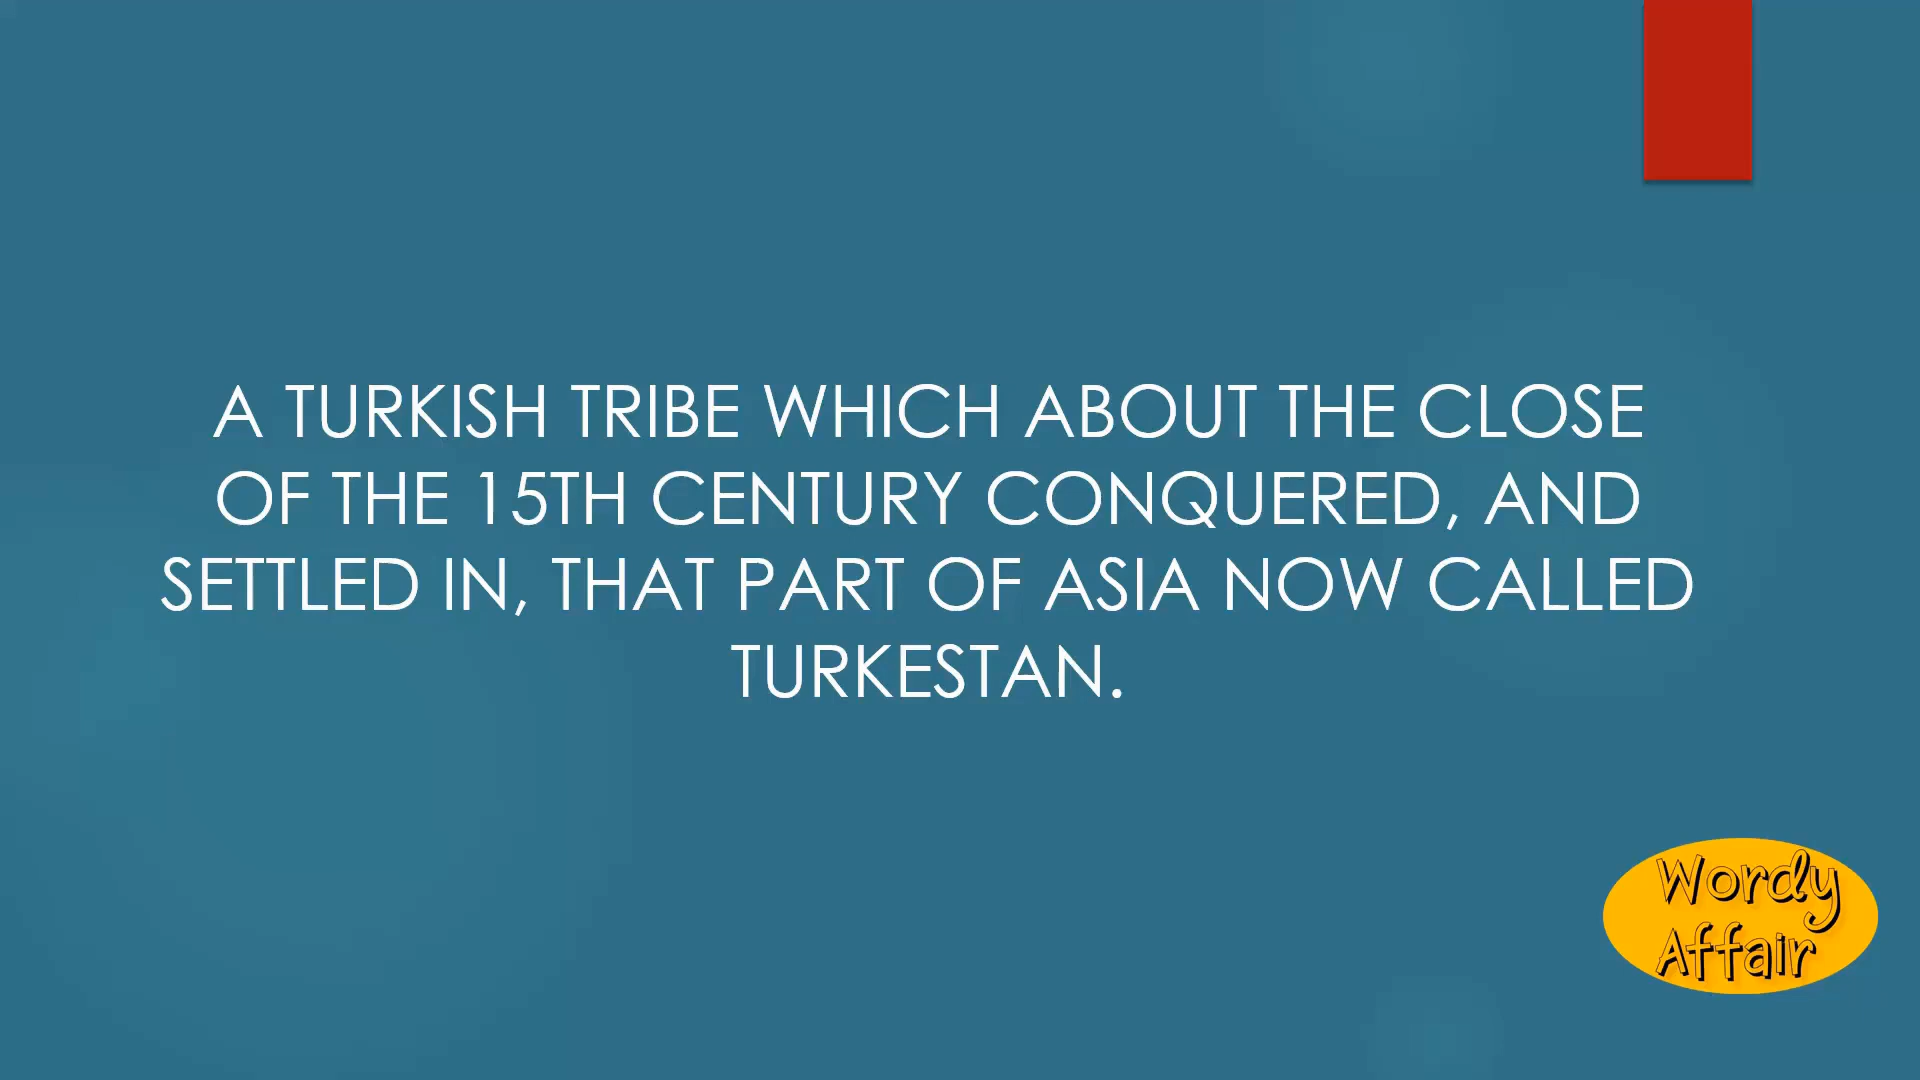 A TURKISH TRIBE WHICH ABOUT THE CLOSE
OF THE 15TH CENTURY CONQUERED, AND
SETTLED IN, THAT PART OF ASIA NOW CALLED
TURKESTAN.
Wordy
Affair